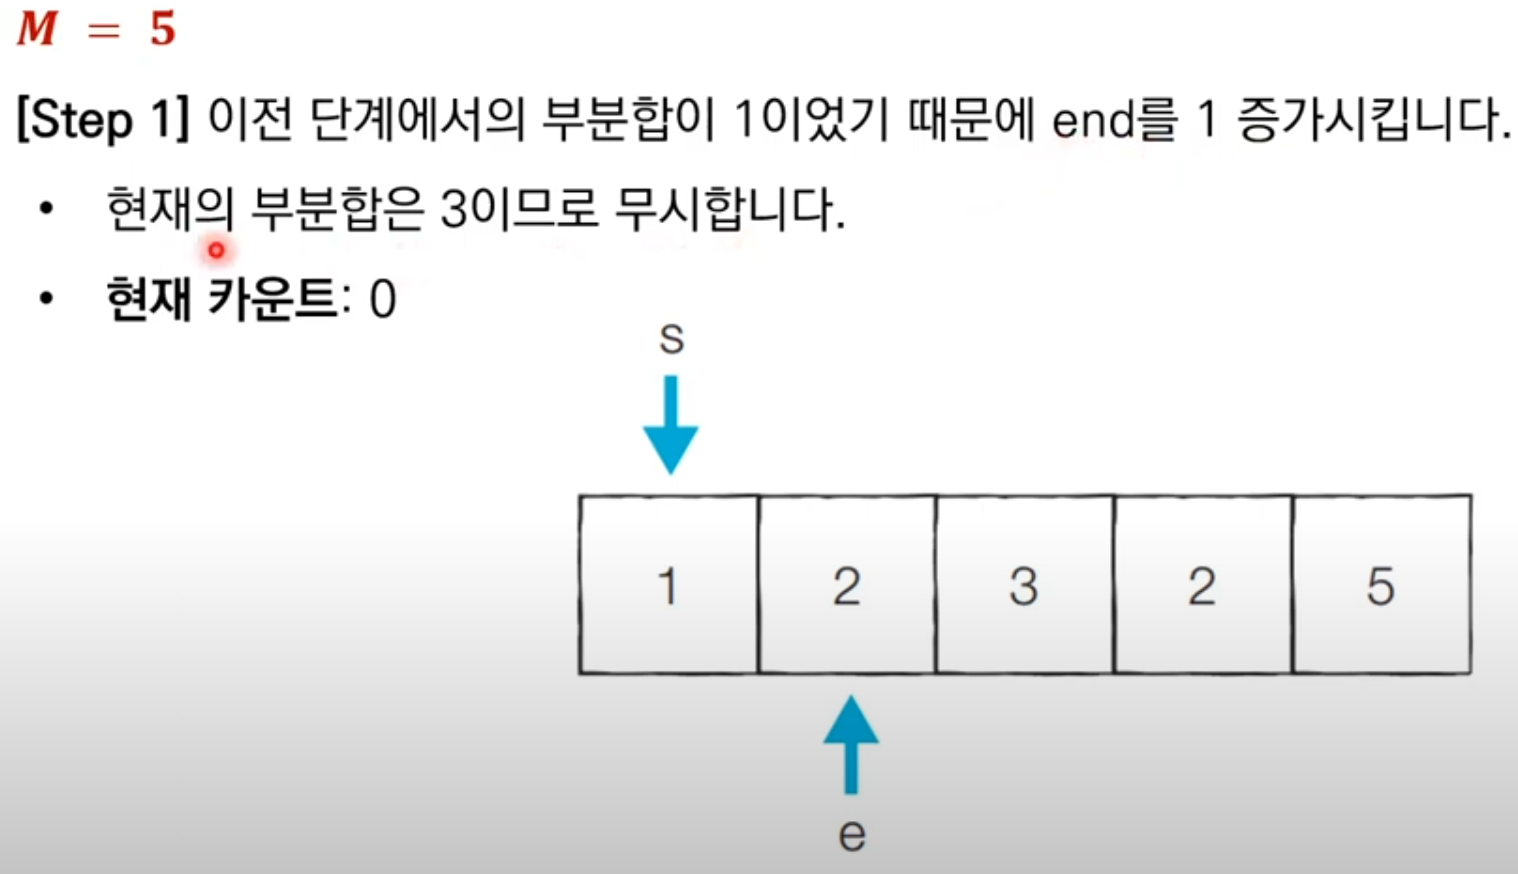 M = 5
[Step 1] 이전 단계에서의 부분합이 1이었기 때문에 end를 1 증가시킵니다.
• 현재의 부분합은 3이므로 무시합니다.
• 현재 카운트: 0
s
1 2 3 2 5
e